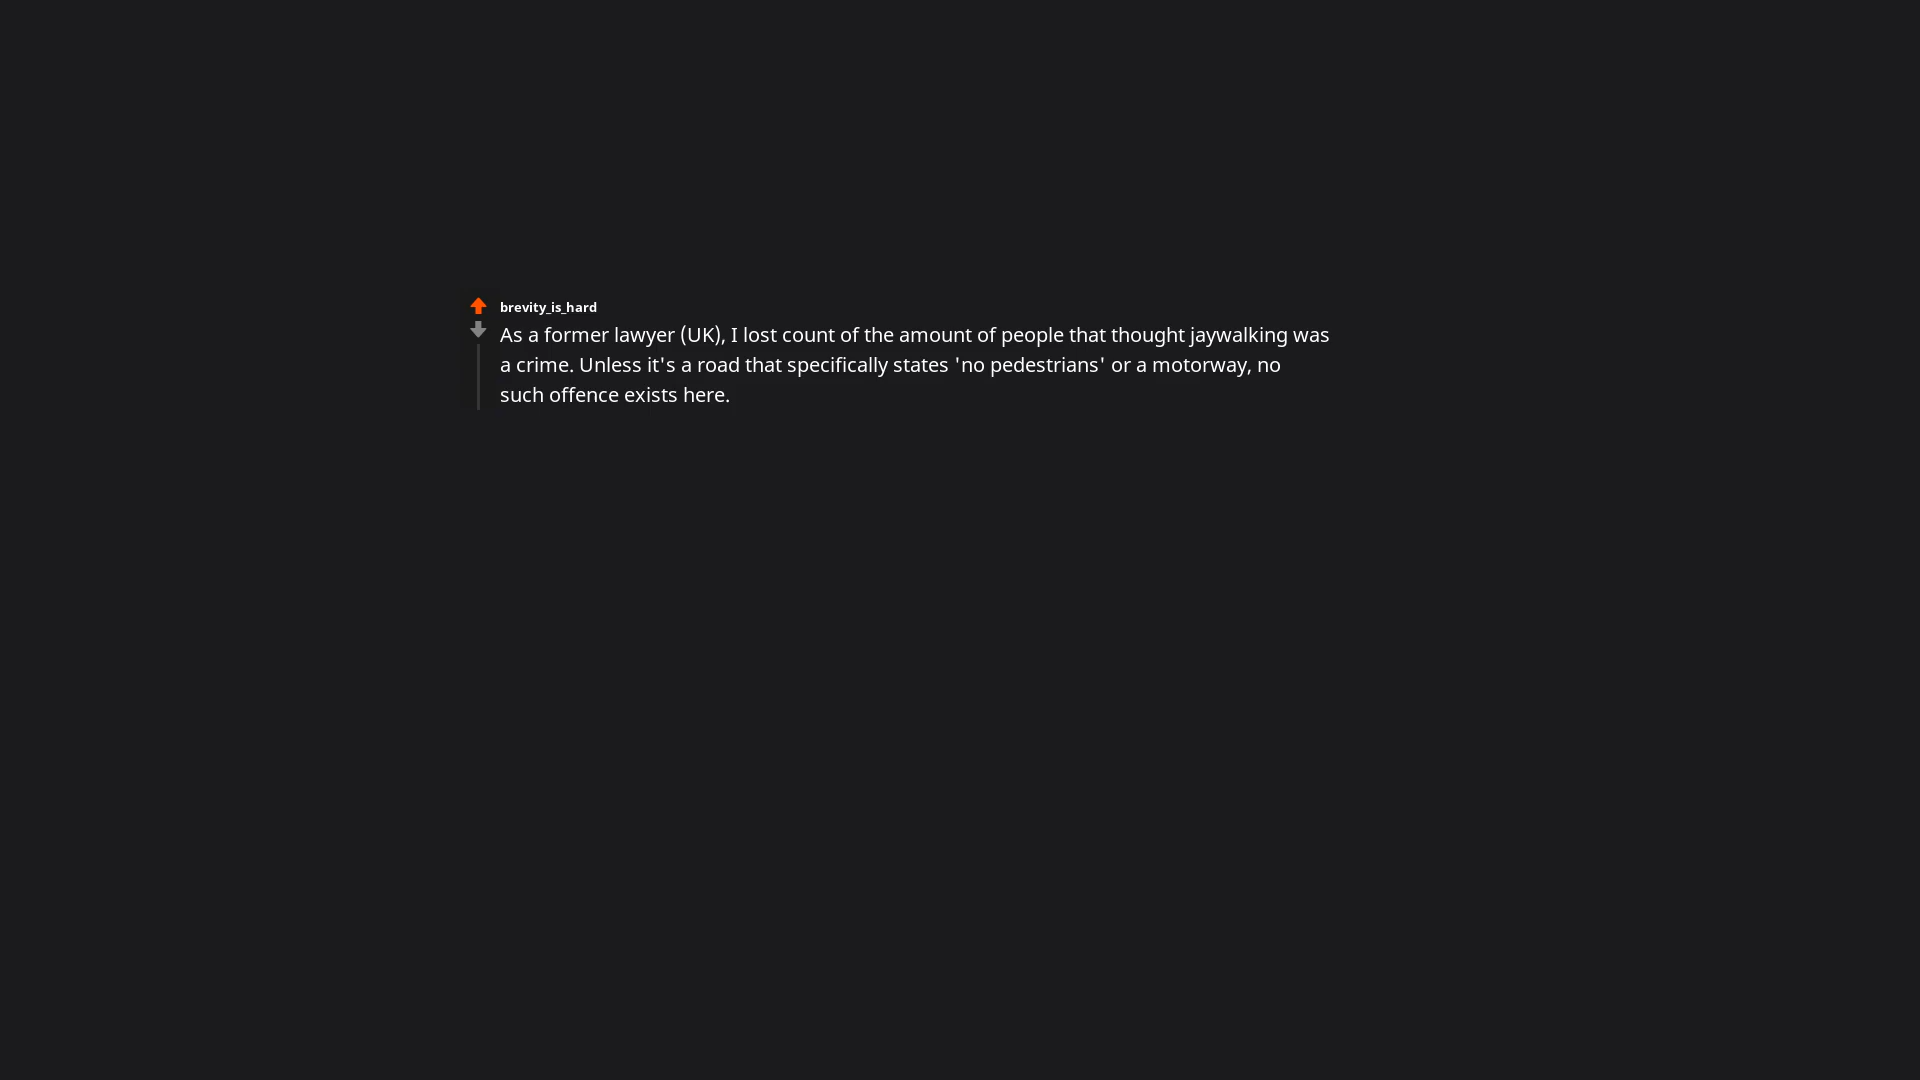 brevity_is_hard
As a former lawyer (UK), I lost count of the amount of people that thought jaywalking was
a crime. Unless it's a road that specifically states 'no pedestrians' or a motorway, no
such offence exists here.